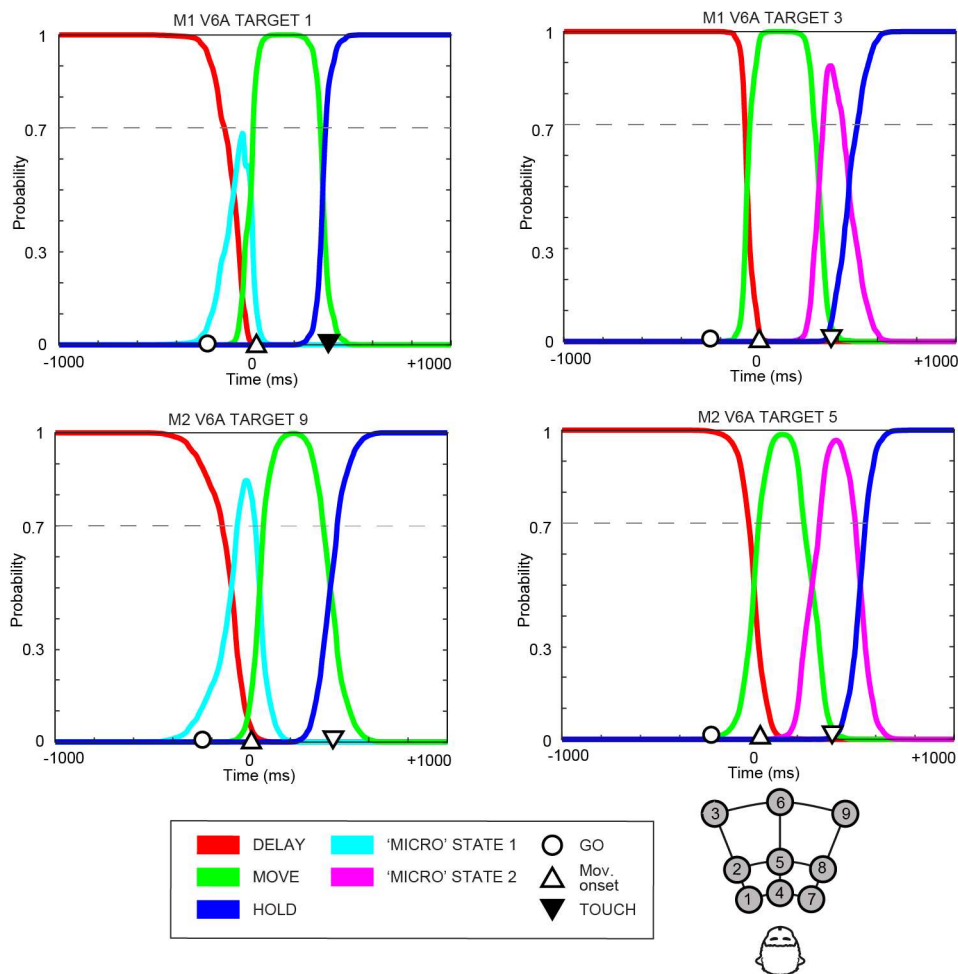 M1 V6A TARGET 1
1
0.7
0.3
0
Probability
-1000
0
+1000
Time (ms)
M1 V6A TARGET 3
1
0.7
0.3
0
Probability
-1000
0
+1000
Time (ms)
M2 V6A TARGET 9
1
0.7
0.3
0
Probability
-1000
0
+1000
Time (ms)
M2 V6A TARGET 5
1
0.7
0.3
0
Probability
-1000
0
+1000
Time (ms)
DELAY
MOVE
HOLD
‘MICRO’ STATE 1
‘MICRO’ STATE 2
GO
Mov.
onset
TOUCH
3 6 9
2 5 8
1 4 7